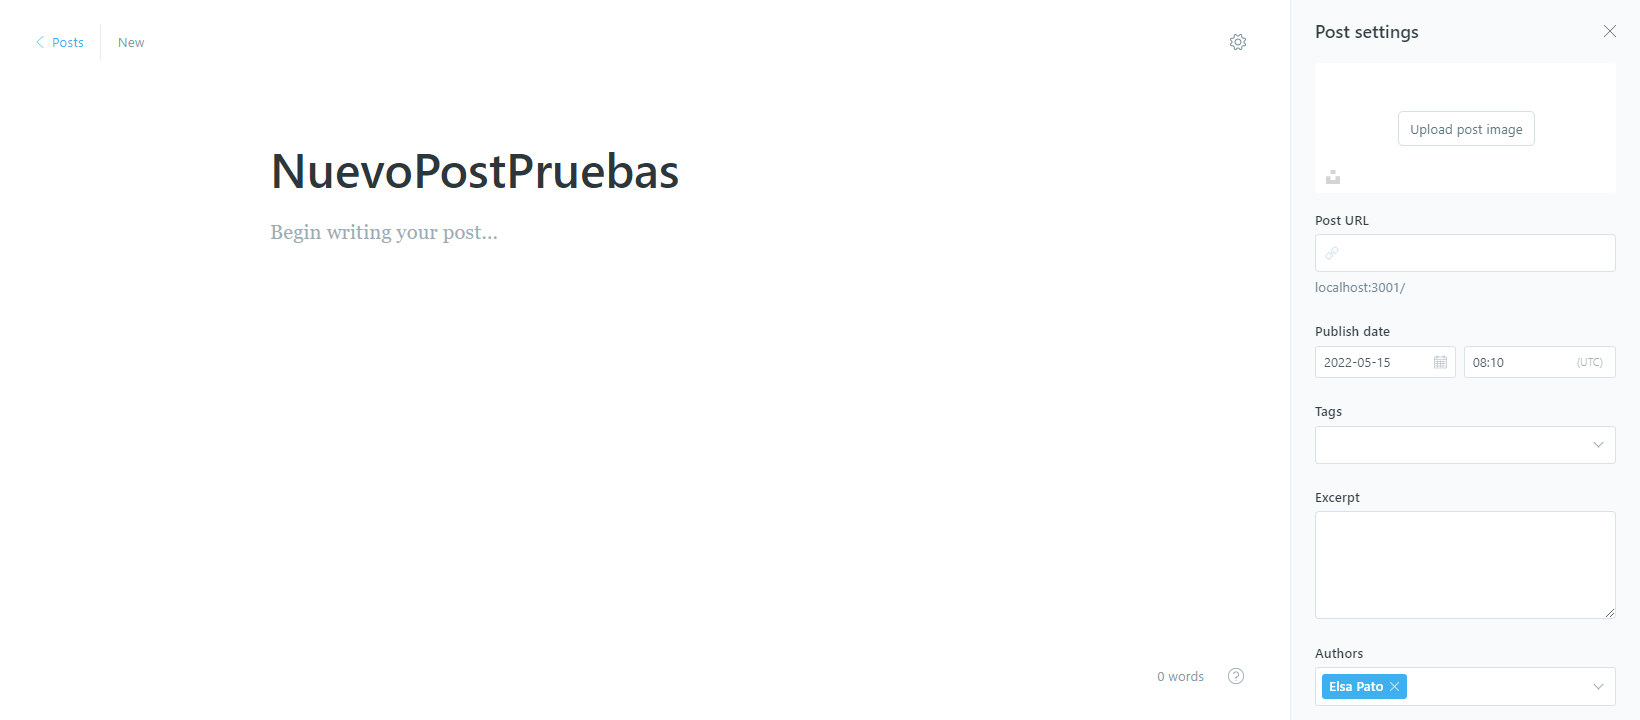 Posts
New
NuevoPostPruebas
Begin writing your post...
0 words
Post settings
Upload post image
Post URL
localhost:3001/
Publish date
2022-05-15
08:10 (UTC)
Tags
Excerpt
Authors
Elsa Pato